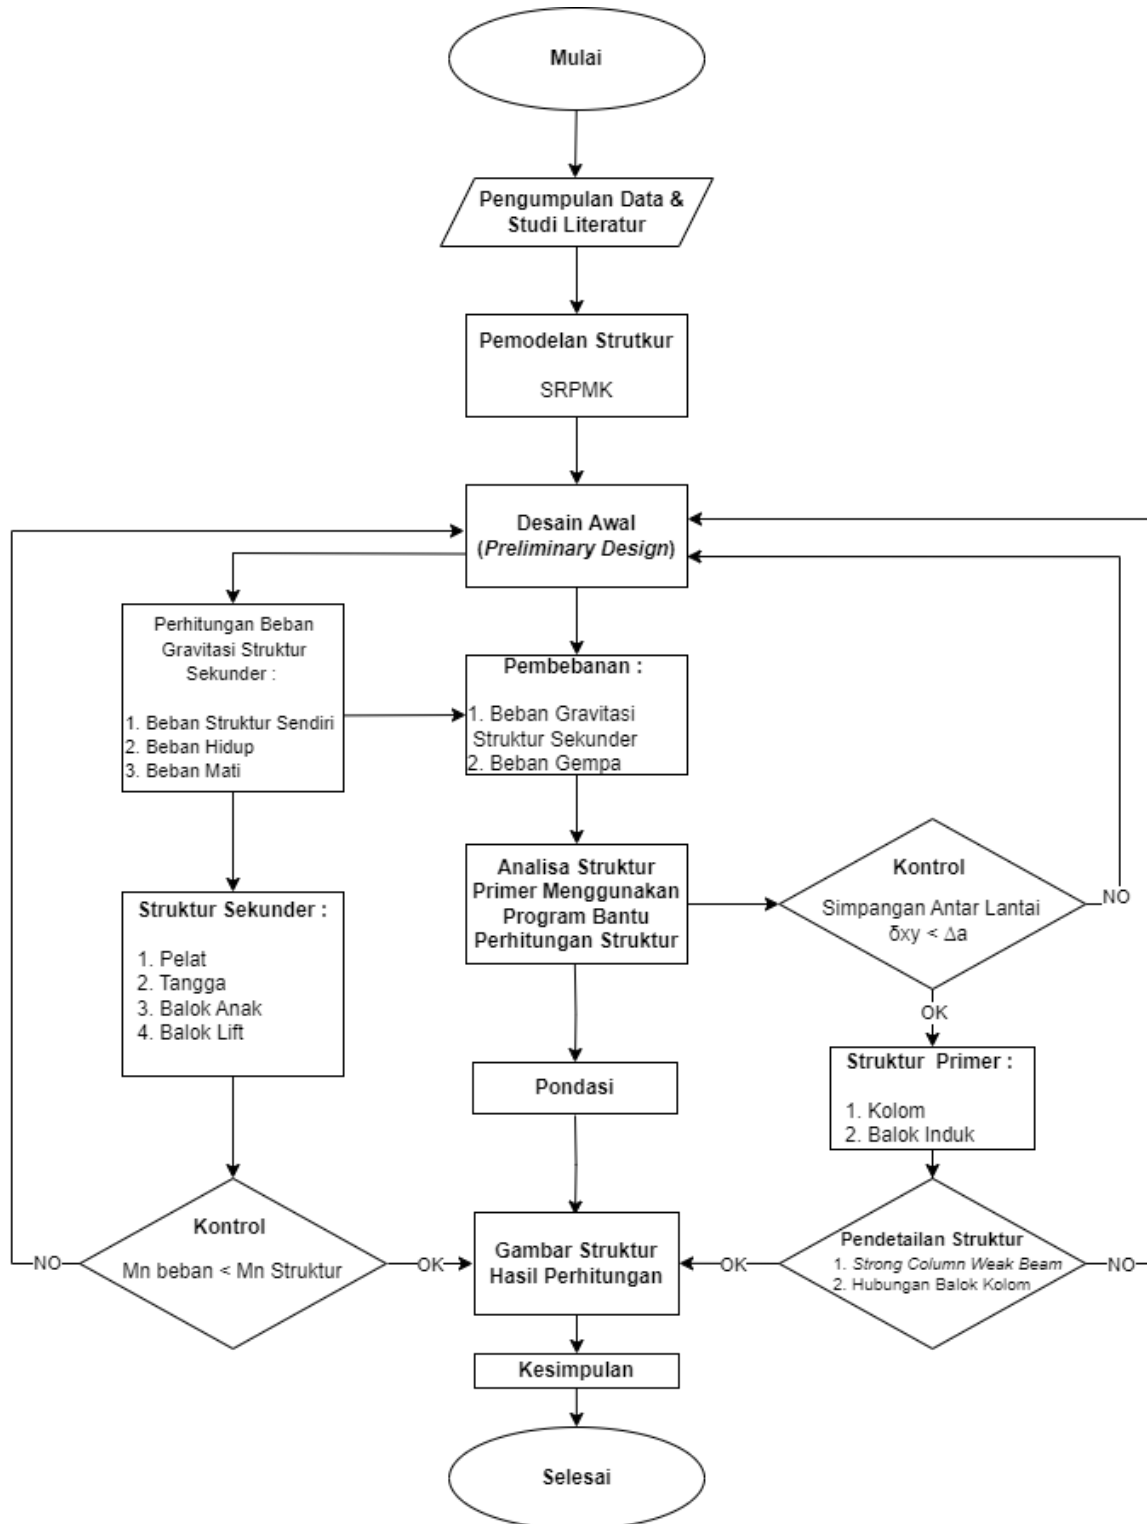 Mulai
Pengumpulan Data &
Studi Literatur
Pemodelan Strutkur
SRPMK
Desain Awal
(Preliminary Design)
Perhitungan Beban
Gravitasi Struktur
Sekunder :
1. Beban Struktur Sendiri
2. Beban Hidup
3. Beban Mati
Pembebanan :
1. Beban Gravitasi
Struktur Sekunder
2. Beban Gempa
Analisa Struktur
Primer Menggunakan
Program Bantu
Perhitungan Struktur
Kontrol
Simpangan Antar Lantai
δxy < Δa
NO
OK
Struktur Sekunder :
1. Pelat
2. Tangga
3. Balok Anak
4. Balok Lift
Pondasi
Struktur Primer :
1. Kolom
2. Balok Induk
Kontrol
Mn beban < Mn Struktur
NO
OK
Gambar Struktur
Hasil Perhitungan
OK
Pendetailan Struktur
1. Strong Column Weak Beam
2. Hubungan Balok Kolom
NO
Kesimpulan
Selesai